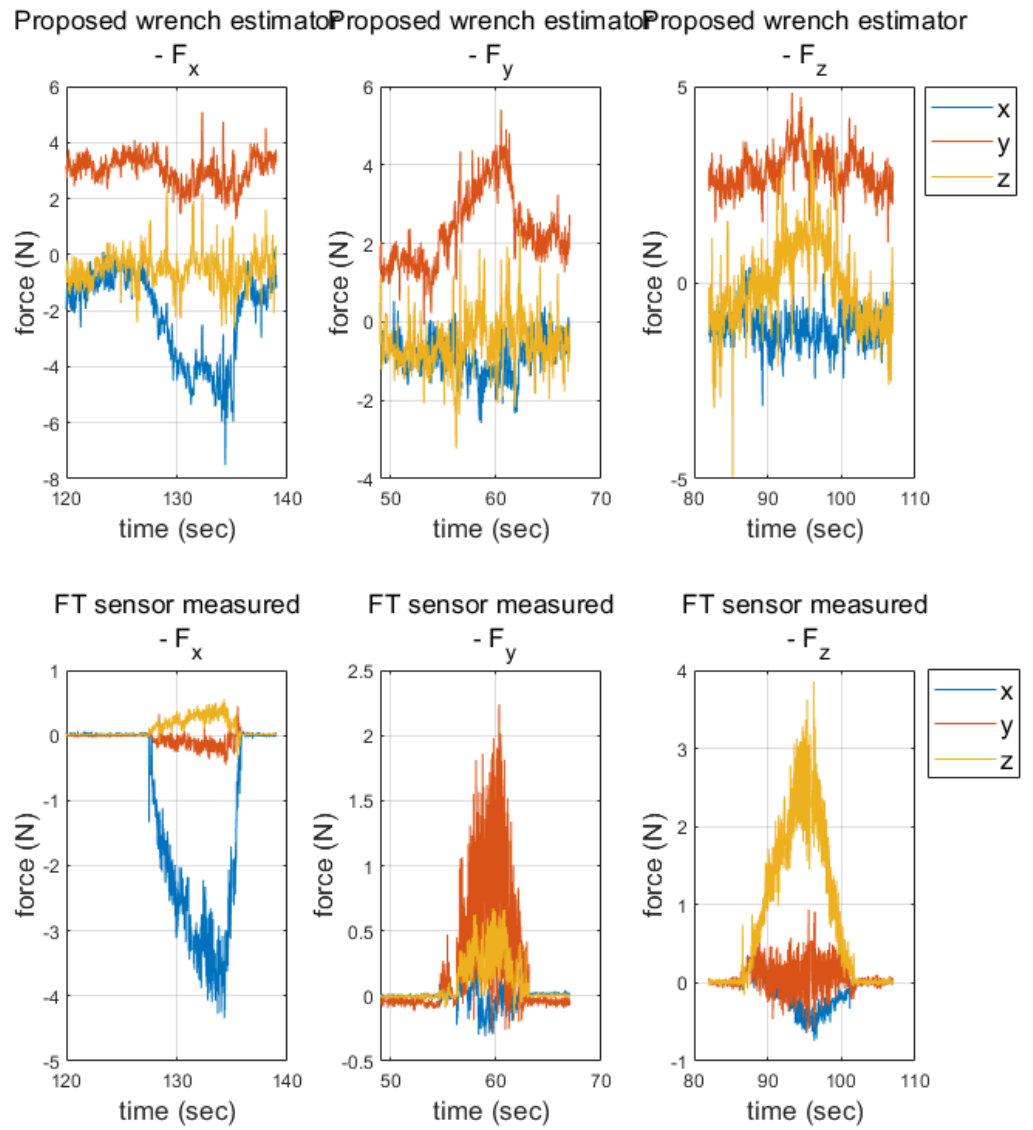 Proposed wrench estimator
- F_x
Proposed wrench estimator
- F_y
Proposed wrench estimator
- F_z
6
4
2
0
-2
-4
-6
-8
force (N)
120
130
140
time (sec)
6
4
2
0
-2
-4
force (N)
50
60
70
time (sec)
5
0
-5
force (N)
80
90
100
110
time (sec)
x
y
z
FT sensor measured
- F_x
FT sensor measured
- F_y
FT sensor measured
- F_z
1
0
-1
-2
-3
-4
-5
force (N)
120
130
140
time (sec)
2.5
2
1.5
1
0.5
0
-0.5
force (N)
50
60
70
time (sec)
4
3
2
1
0
-1
force (N)
80
90
100
110
time (sec)
x
y
z